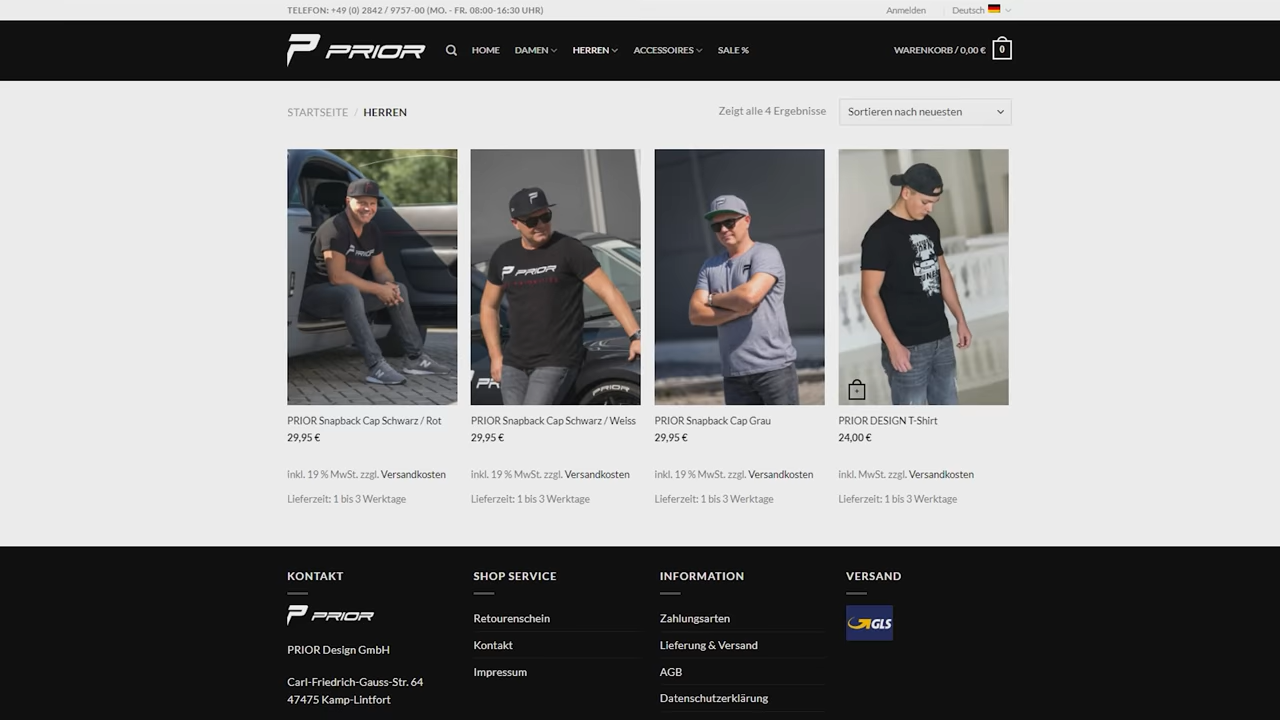 TELEFON: +49 (0) 2842 / 9757-00 (MO. - FR. 08:00-16:30 UHR)
Anmelden
Deutsch
PRIOR
HOME
DAMEN
HERREN
ACCESSOIRES
SALE %
WARENKORB / 0,00 €
0
STARTSEITE / HERREN
Zeigt alle 4 Ergebnisse
Sortieren nach neuesten
PRIOR
PRIOR
PRIOR Snapback Cap Schwarz / Rot
29,95 €
inkl. 19 % MwSt. zzgl. Versandkosten
Lieferzeit: 1 bis 3 Werktage
PRIOR Snapback Cap Schwarz / Weiss
29,95 €
inkl. 19 % MwSt. zzgl. Versandkosten
Lieferzeit: 1 bis 3 Werktage
PRIOR Snapback Cap Grau
29,95 €
inkl. 19 % MwSt. zzgl. Versandkosten
Lieferzeit: 1 bis 3 Werktage
PRIOR DESIGN T-Shirt
24,00 €
inkl. MwSt. zzgl. Versandkosten
Lieferzeit: 1 bis 3 Werktage
KONTAKT
PRIOR
PRIOR Design GmbH
Carl-Friedrich-Gauss-Str. 64
47475 Kamp-Lintfort
SHOP SERVICE
Retourenschein
Kontakt
Impressum
INFORMATION
Zahlungsarten
Lieferung & Versand
AGB
Datenschutzerklärung
VERSAND
GLS